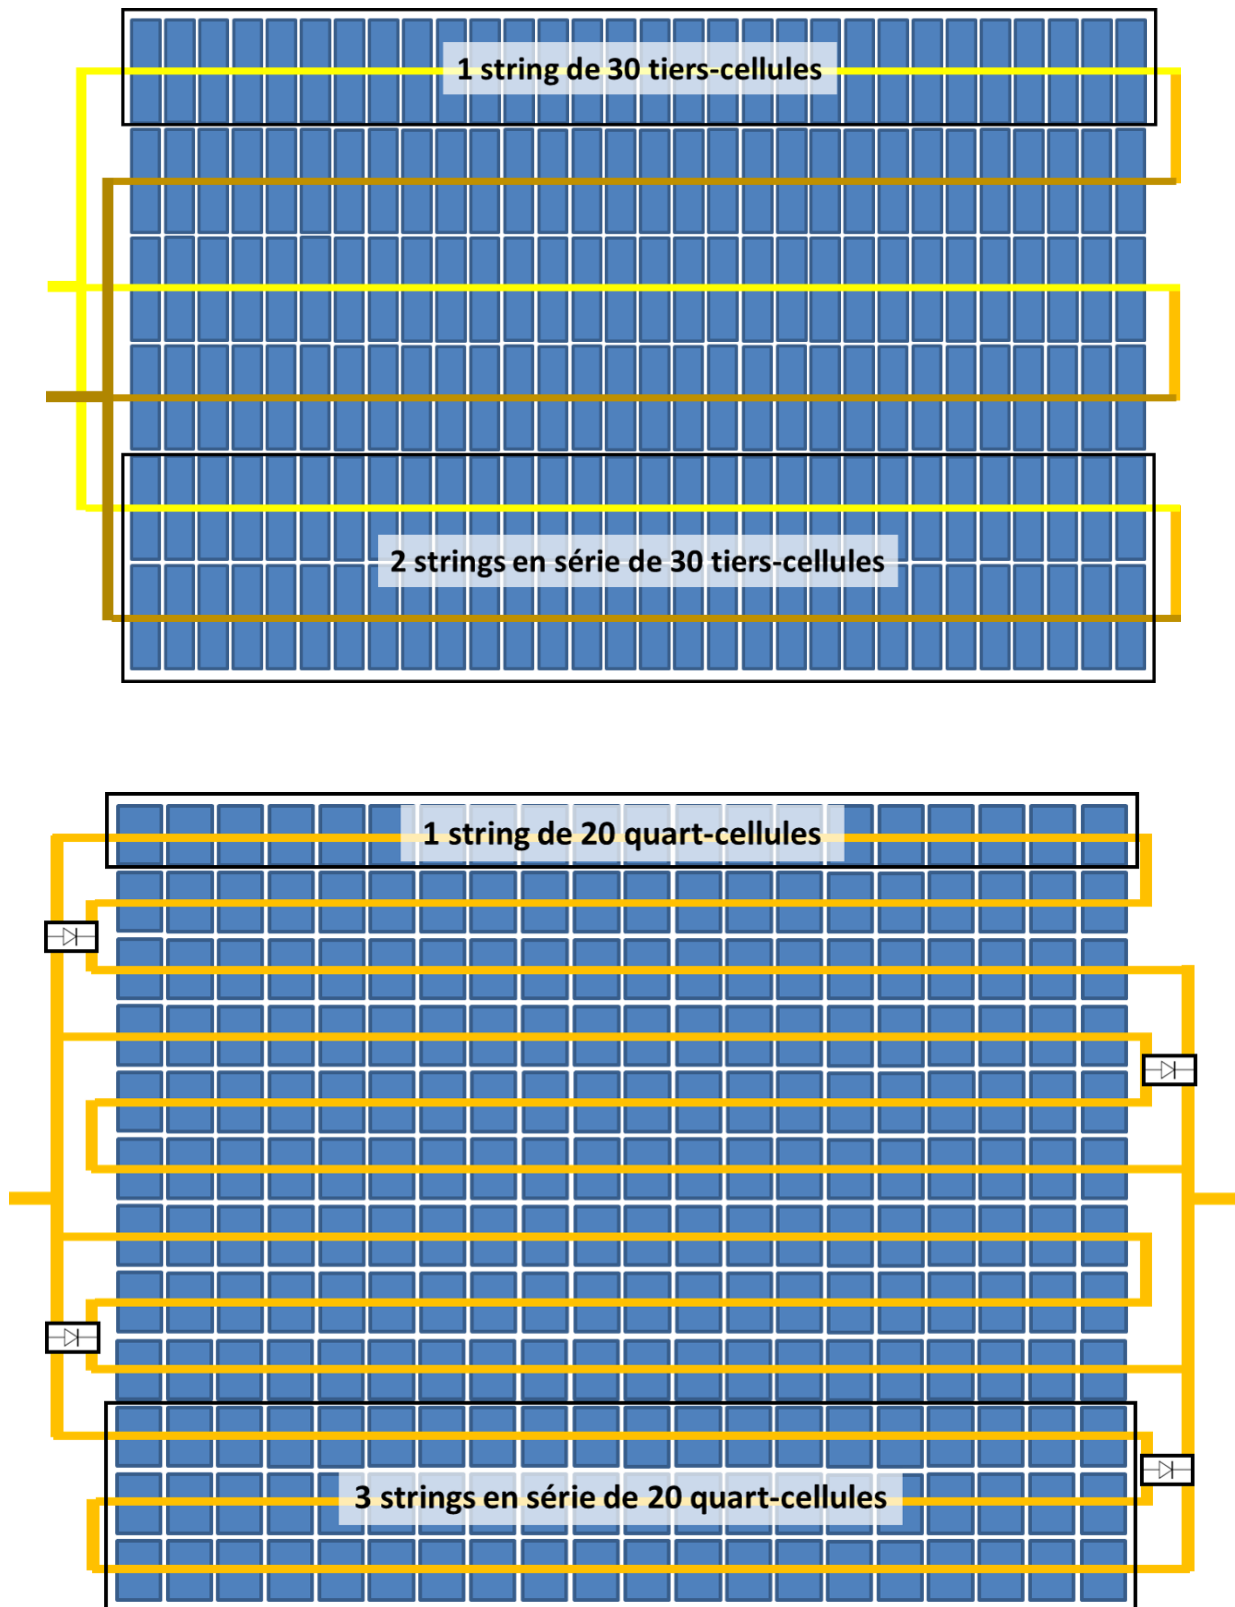 1 string de 30 tiers-cellules
2 strings en série de 30 tiers-cellules
1 string de 20 quart-cellules
3 strings en série de 20 quart-cellules